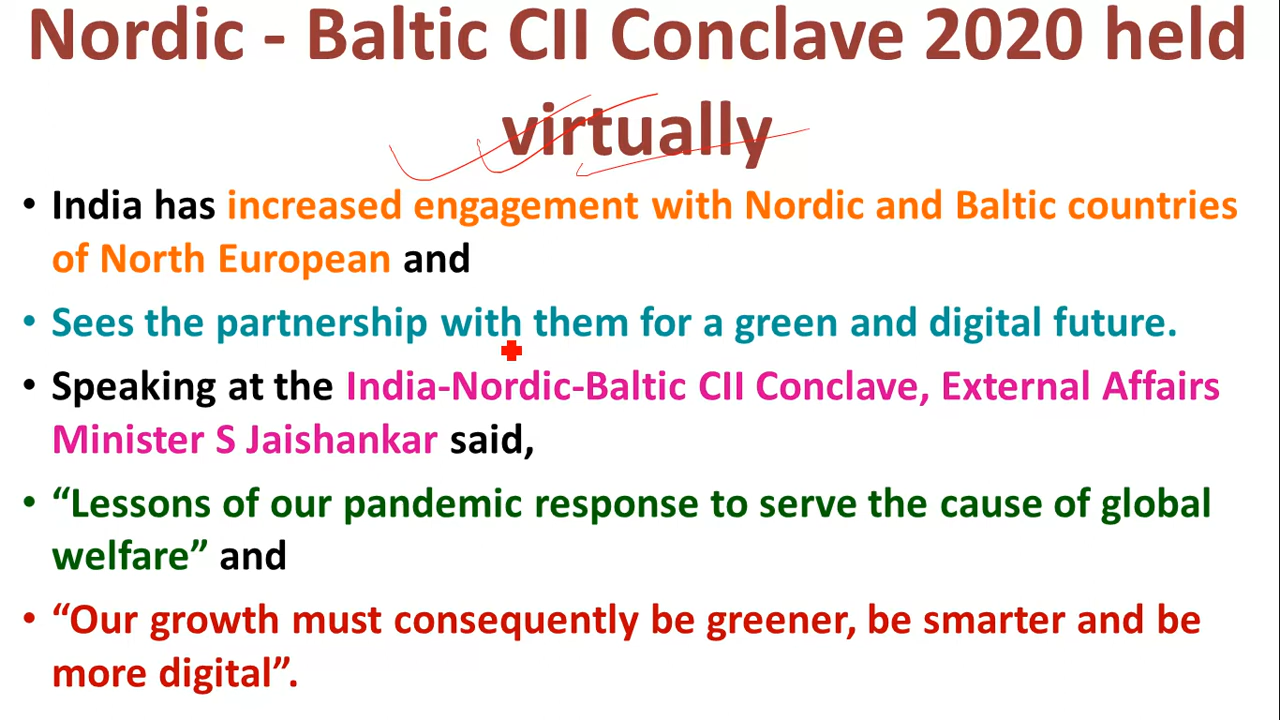 Nordic - Baltic CII Conclave 2020 held
virtually
• India has increased engagement with Nordic and Baltic countries
of North European and
• Sees the partnership with them for a green and digital future.
• Speaking at the India-Nordic-Baltic CII Conclave, External Affairs
Minister S Jaishankar said,
• “Lessons of our pandemic response to serve the cause of global
welfare” and
• “Our growth must consequently be greener, be smarter and be
more digital”.